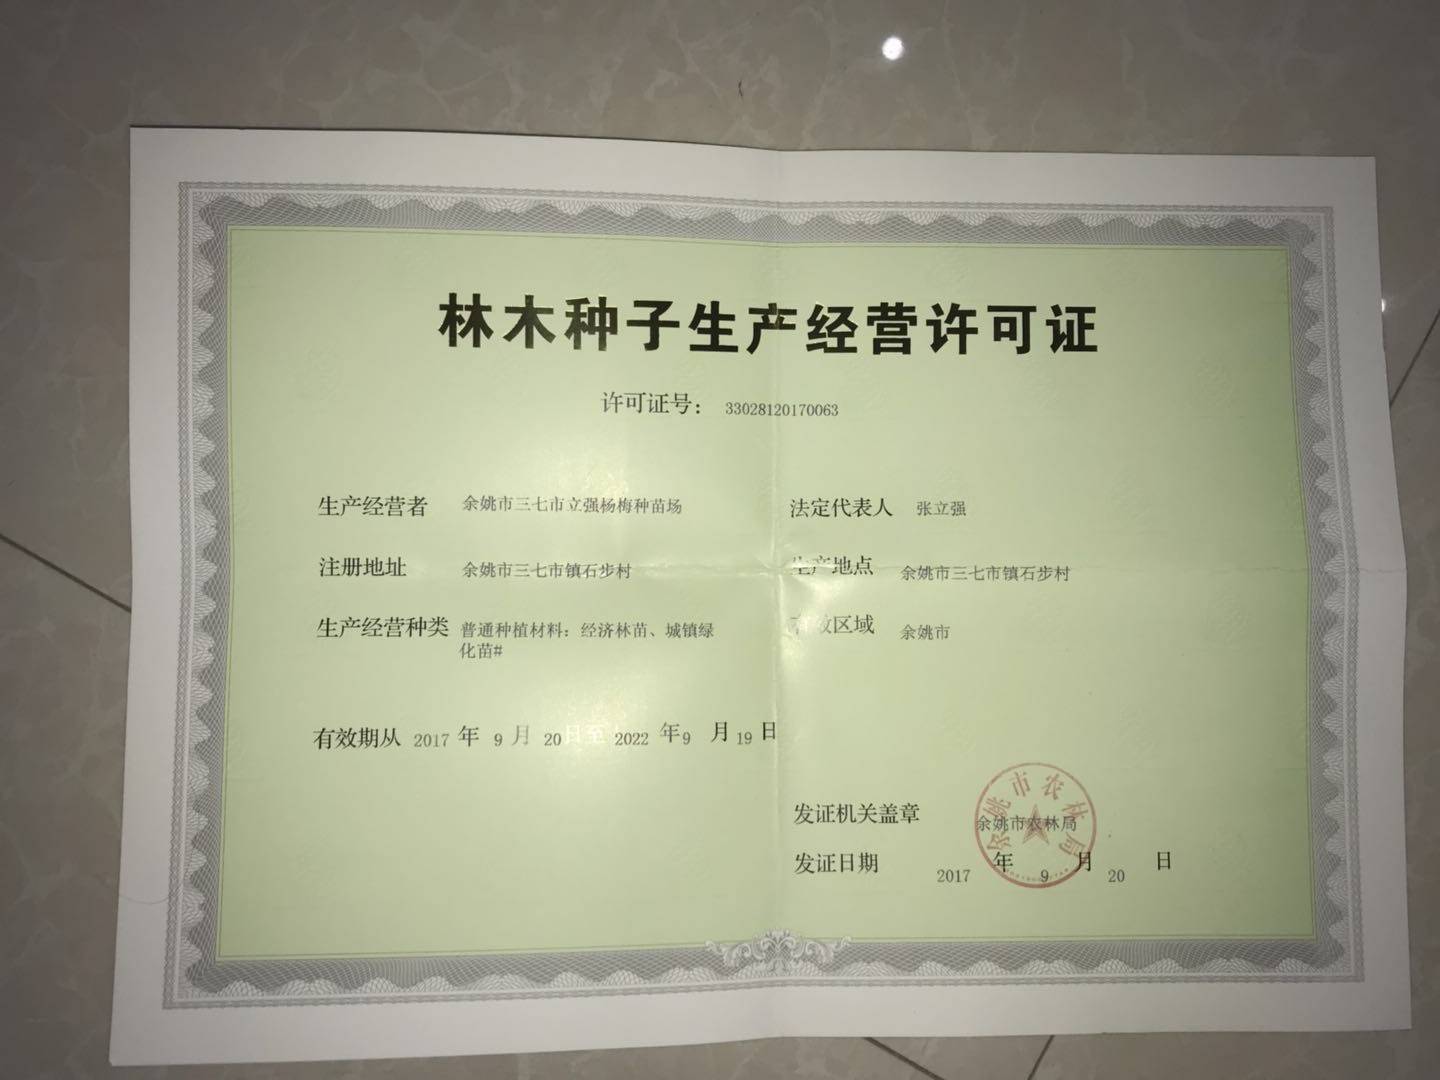 林木种子生产经营许可证
许可证号： 33028120170063
生产经营者 余姚市三七市立强杨梅种苗场 法定代表人 张立强
注册地址 余姚市三七市镇石步村 生产地点 余姚市三七市镇石步村
生产经营种类 普通种植材料：经济林苗、城镇绿 有效区域 余姚市
化苗#
有效期从 2017 年 9 月 20 日至 2022 年 9 月 19 日
余姚市农林局
发证机关盖章 余姚市农林局
发证日期 2017 年 9 月 20 日